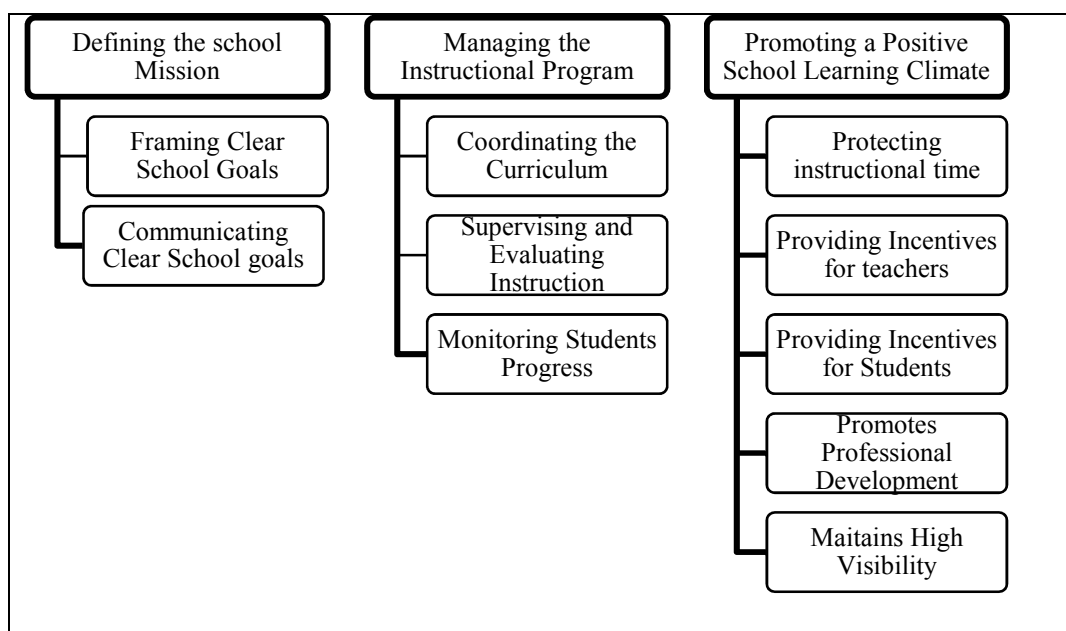 Defining the school
Mission
Framing Clear
School Goals
Communicating
Clear School goals
Managing the
Instructional Program
Coordinating the
Curriculum
Supervising and
Evaluating
Instruction
Monitoring Students
Progress
Promoting a Positive
School Learning Climate
Protecting
instructional time
Providing Incentives
for teachers
Providing Incentives
for Students
Promotes
Professional
Development
Maitains High
Visibility